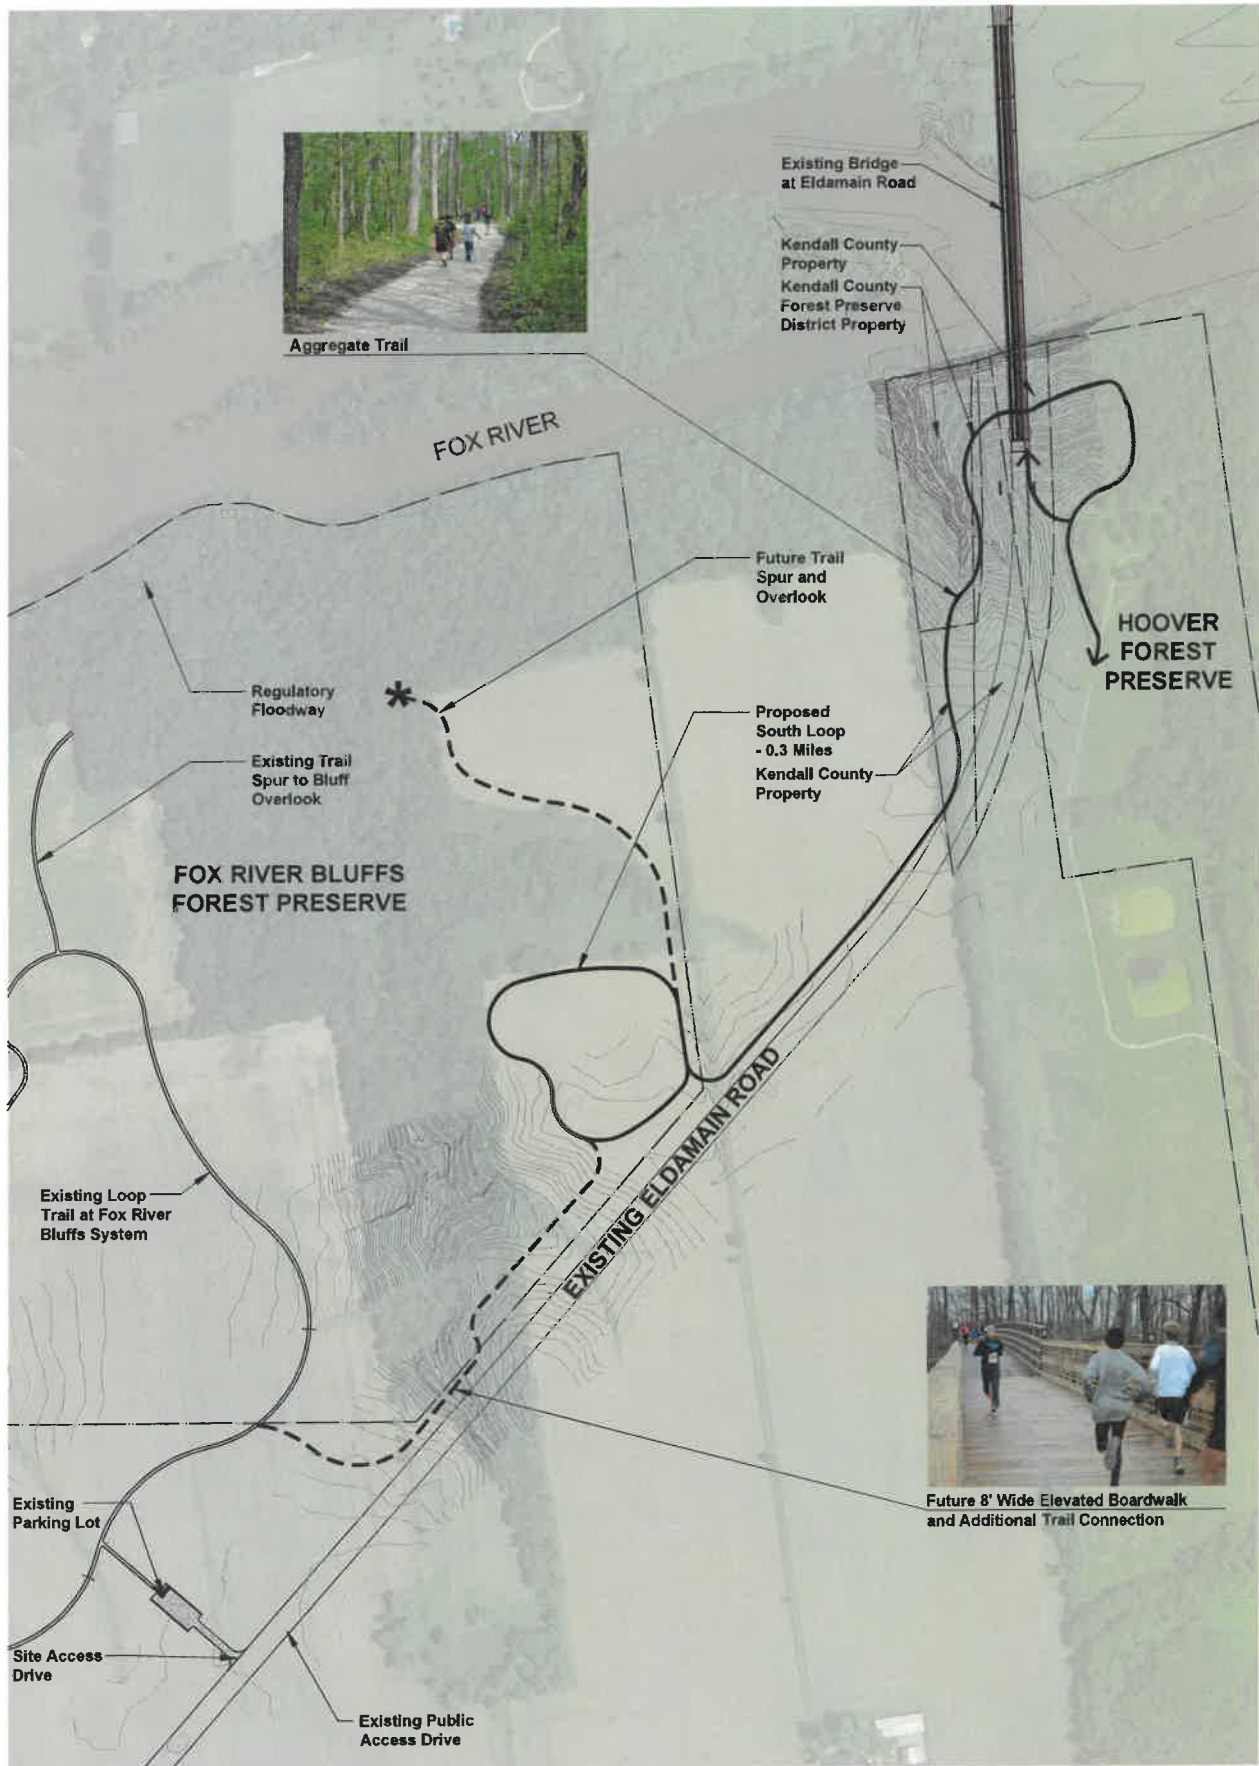 Existing Bridge
at Eldamain Road
Kendall County
Property
Kendall County
Forest Preserve
District Property
Aggregate Trail
FOX RIVER
Future Trail
Spur and
Overlook
HOOVER
FOREST
PRESERVE
Regulatory
Floodway
Proposed
South Loop
- 0.3 Miles
Kendall County
Property
Existing Trail
Spur to Bluff
Overlook
FOX RIVER BLUFFS
FOREST PRESERVE
EXISTING ELDAMAIN ROAD
Existing Loop
Trail at Fox River
Bluffs System
Future 8' Wide Elevated Boardwalk
and Additional Trail Connection
Existing
Parking Lot
Site Access
Drive
Existing Public
Access Drive